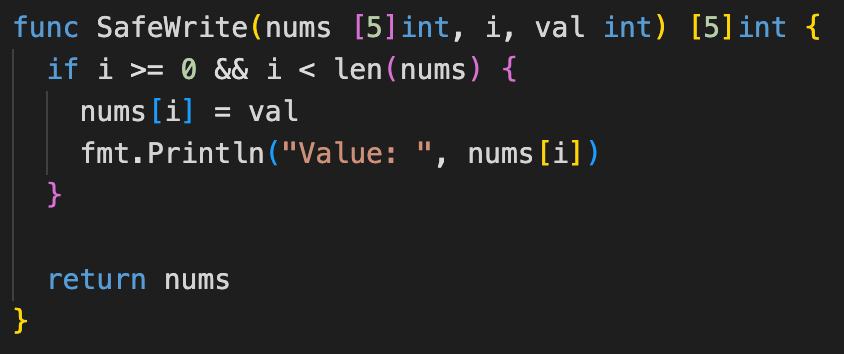 func SafeWrite(nums [5]int, i, val int) [5]int {
  if i >= 0 && i < len(nums) {
    nums[i] = val
    fmt.Println("Value: ", nums[i])
  }

  return nums
}